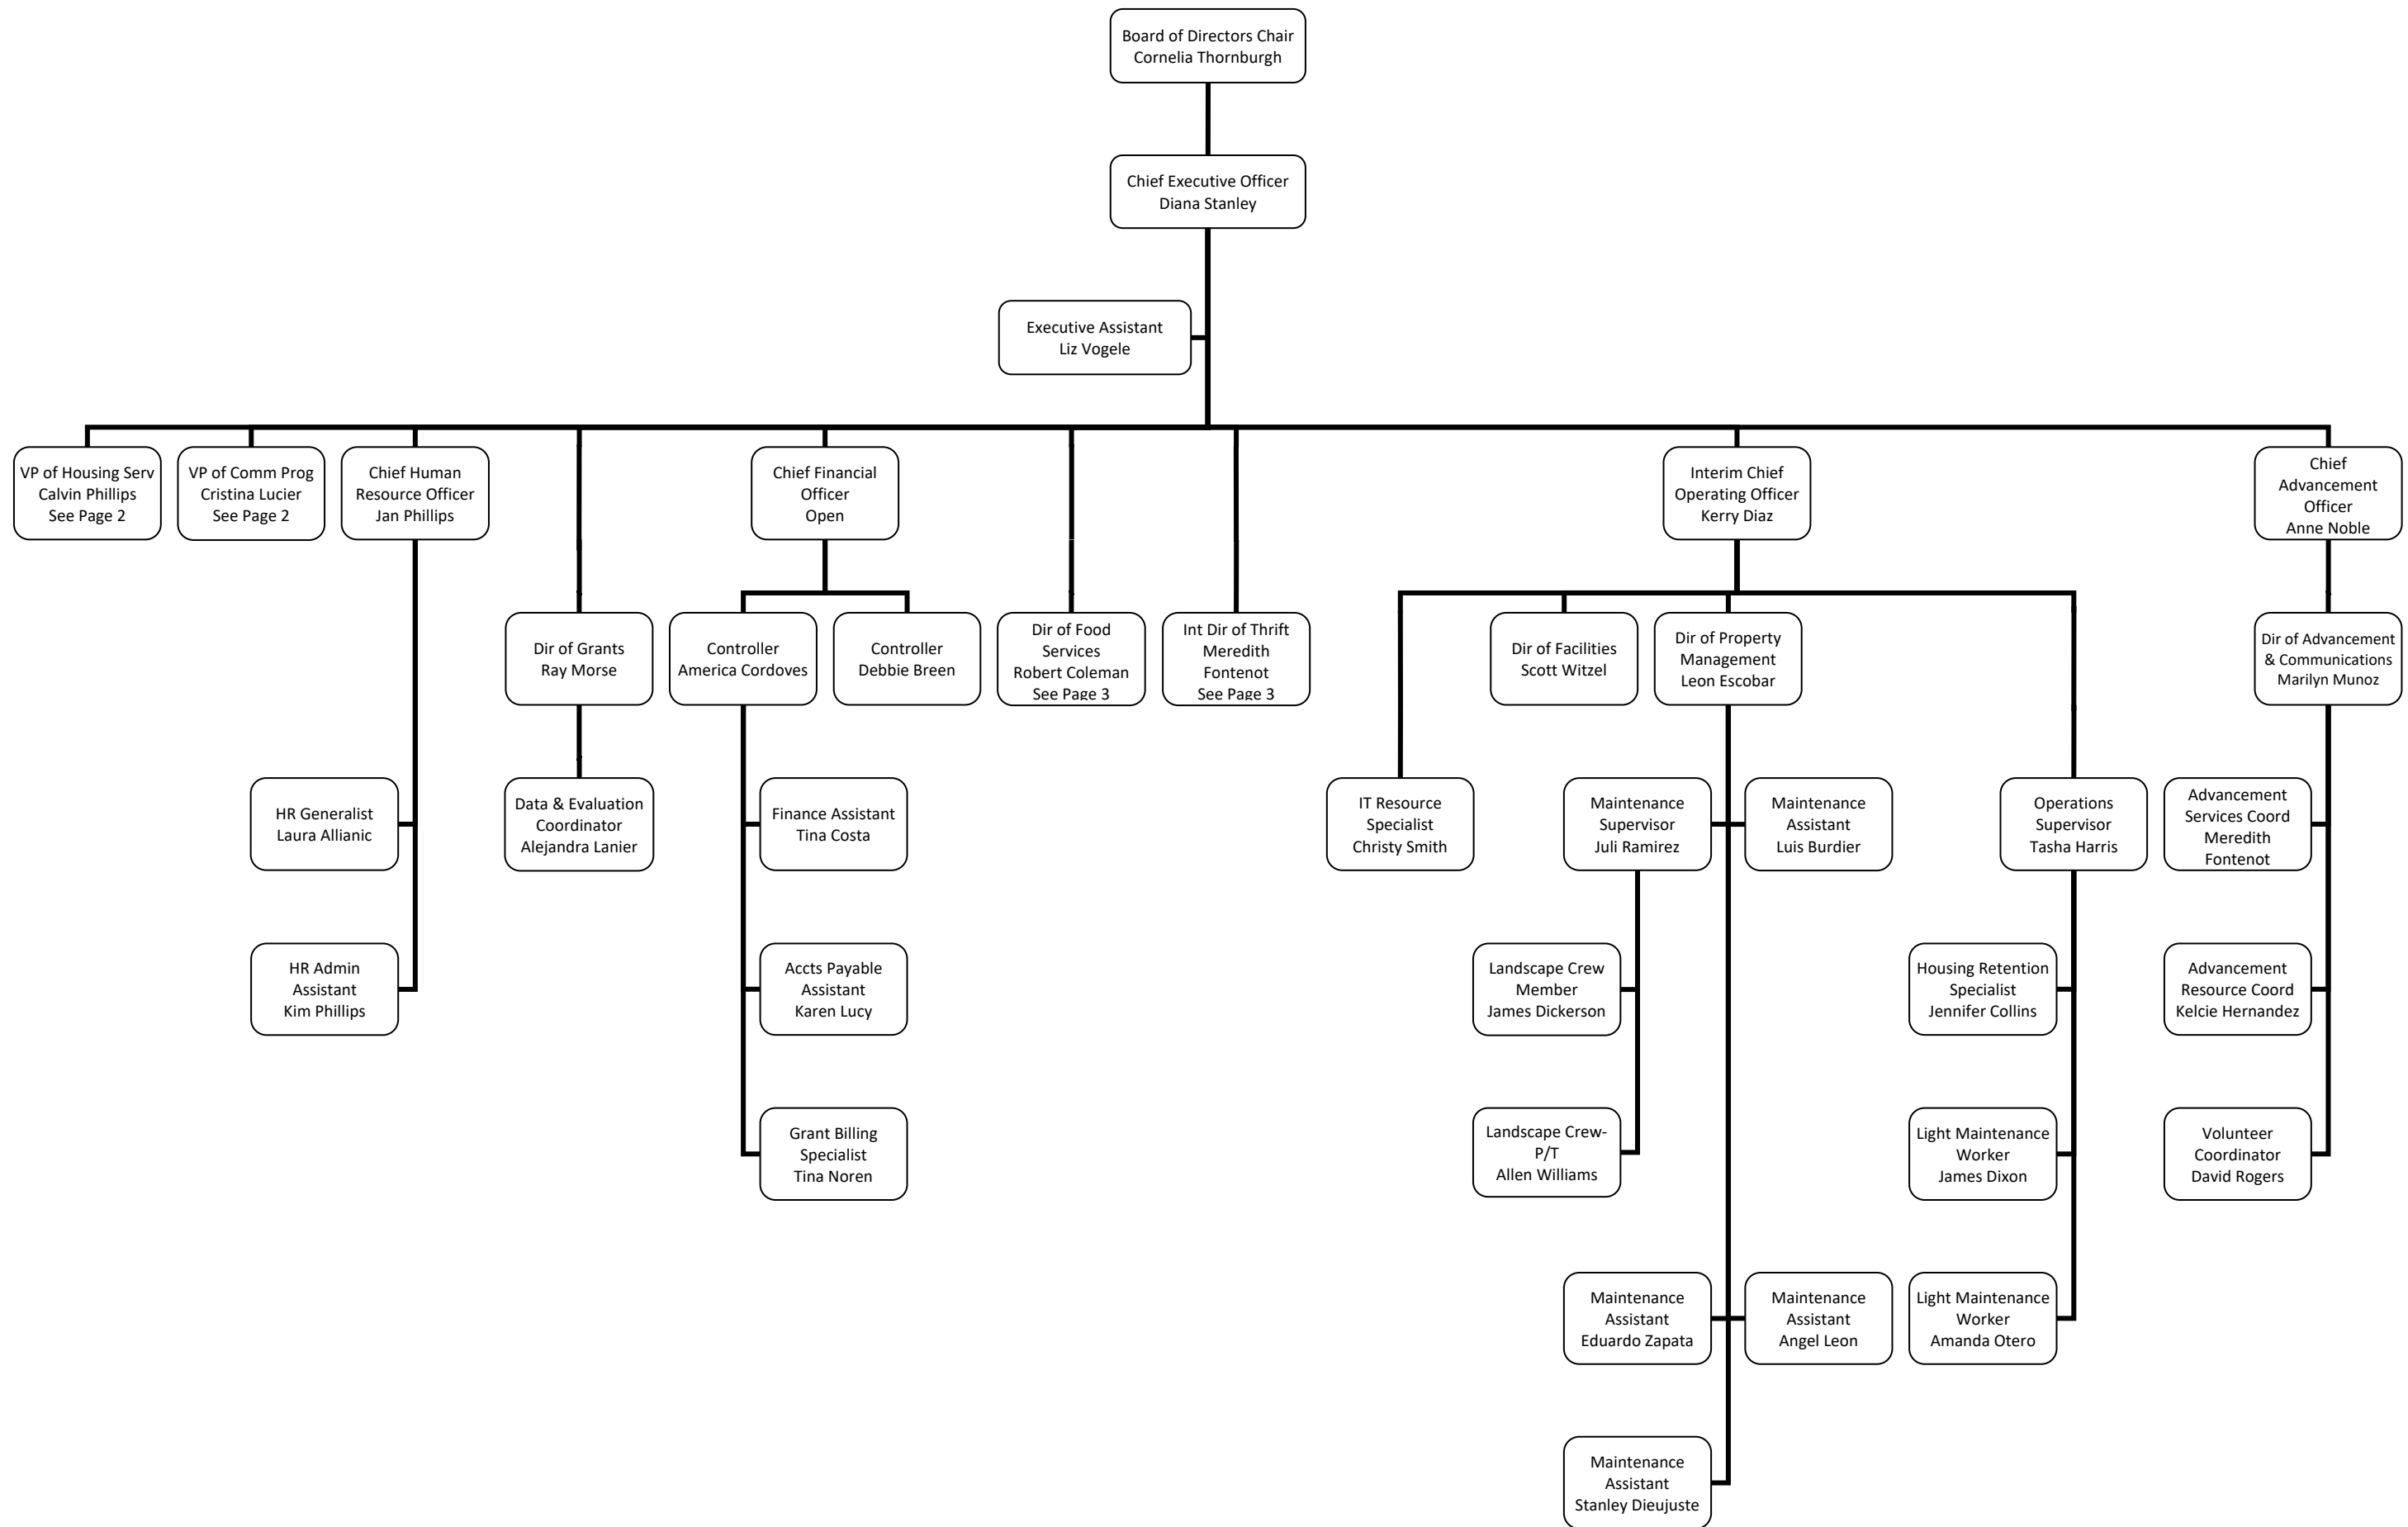 Board of Directors Chair
Cornelia Thornburgh
Chief Executive Officer
Diana Stanley
Executive Assistant
Liz Vogele
VP of Housing Serv
Calvin Phillips
See Page 2
VP of Comm Prog
Cristina Lucier
See Page 2
Chief Human
Resource Officer
Jan Phillips
Chief Financial
Officer
Open
Interim Chief
Operating Officer
Kerry Diaz
Chief
Advancement
Officer
Anne Noble
Dir of Grants
Ray Morse
Controller
America Cordoves
Controller
Debbie Breen
Dir of Food
Services
Robert Coleman
See Page 3
Int Dir of Thrift
Meredith
Fontenot
See Page 3
Dir of Facilities
Scott Witzel
Dir of Property
Management
Leon Escobar
Dir of Advancement
& Communications
Marilyn Munoz
HR Generalist
Laura Allianic
Data & Evaluation
Coordinator
Alejandra Lanier
Finance Assistant
Tina Costa
IT Resource
Specialist
Christy Smith
Maintenance
Supervisor
Juli Ramirez
Maintenance
Assistant
Luis Burdier
Operations
Supervisor
Tasha Harris
Advancement
Services Coord
Meredith
Fontenot
HR Admin
Assistant
Kim Phillips
Accts Payable
Assistant
Karen Lucy
Landscape Crew
Member
James Dickerson
Housing Retention
Specialist
Jennifer Collins
Advancement
Resource Coord
Kelcie Hernandez
Grant Billing
Specialist
Tina Noren
Landscape Crew-
P/T
Allen Williams
Light Maintenance
Worker
James Dixon
Volunteer
Coordinator
David Rogers
Maintenance
Assistant
Eduardo Zapata
Maintenance
Assistant
Angel Leon
Light Maintenance
Worker
Amanda Otero
Maintenance
Assistant
Stanley Dieujuste